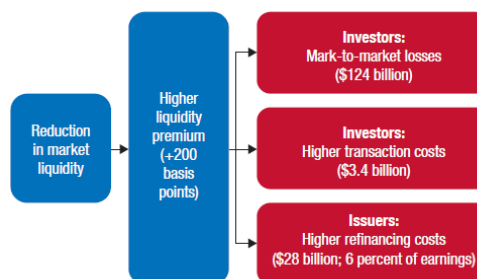 Reduction
in market
liquidity
Higher
liquidity
premium
(+200
basis
points)
Investors:
Mark-to-market losses
($124 billion)
Investors:
Higher transaction costs
($3.4 billion)
Issuers:
Higher refinancing costs
($28 billion; 6 percent of earnings)